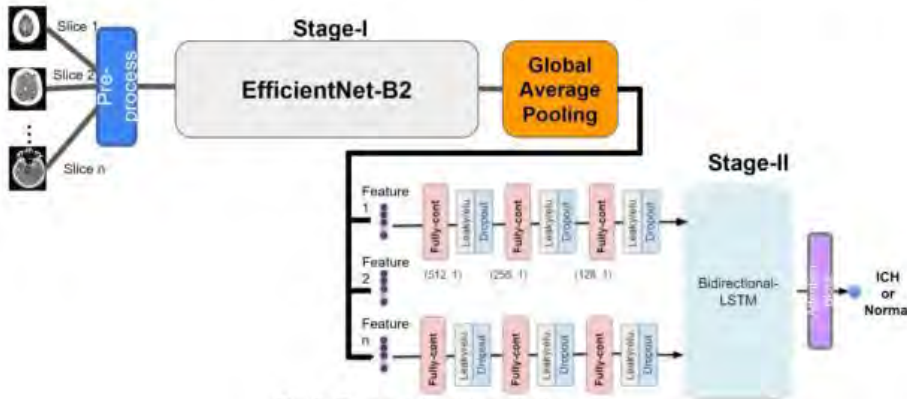 Slice 1
Slice 2
Slice n
Pre-
process
Stage-I
EfficientNet-B2
Global
Average
Pooling
Stage-II
Feature
1
Fully-cont
Leakyrelu
Dropout
Fully-cont
Leakyrelu
Dropout
Fully-cont
Leakyrelu
Dropout
(512, 1)
(256, 1)
(128, 1)
Feature
2
Feature
n
Fully-cont
Leakyrelu
Dropout
Fully-cont
Leakyrelu
Dropout
Fully-cont
Leakyrelu
Dropout
Bidirectional-
LSTM
ICH
or
Norma